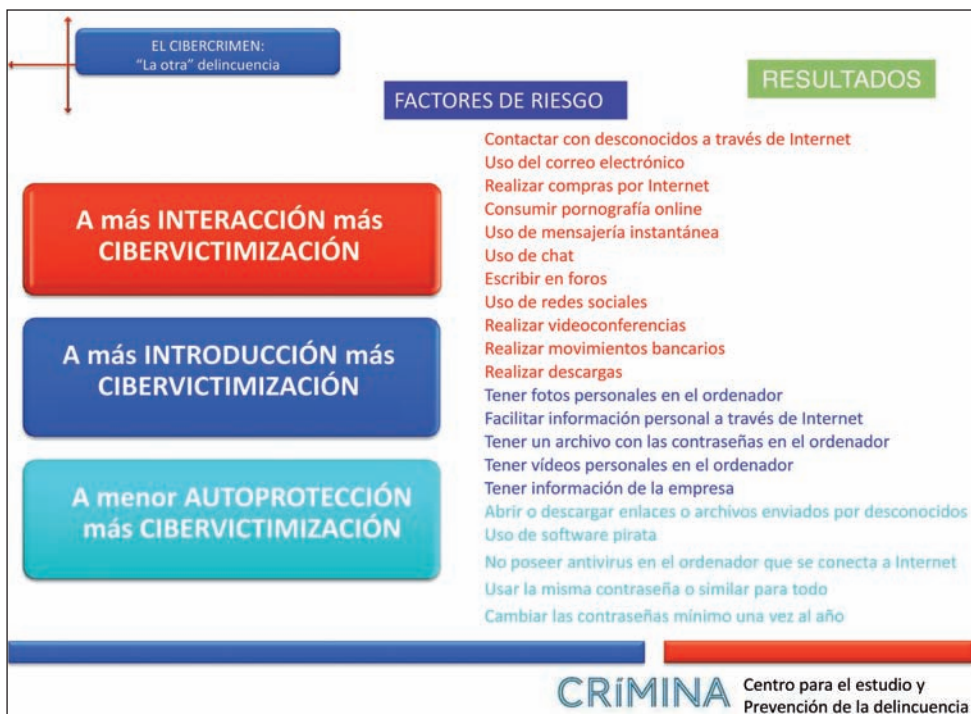 EL CIBERCRIMEN:
"La otra" delincuencia
FACTORES DE RIESGO
RESULTADOS
A más INTERACCIÓN más
CIBERVICTIMIZACIÓN
A más INTRODUCCIÓN más
CIBERVICTIMIZACIÓN
A menor AUTOPROTECCIÓN
más CIBERVICTIMIZACIÓN
Contactar con desconocidos a través de Internet
Uso del correo electrónico
Realizar compras por Internet
Consumir pornografía online
Uso de mensajería instantánea
Uso de chat
Escribir en foros
Uso de redes sociales
Realizar videoconferencias
Realizar movimientos bancarios
Realizar descargas
Tener fotos personales en el ordenador
Facilitar información personal a través de Internet
Tener un archivo con las contraseñas en el ordenador
Tener vídeos personales en el ordenador
Tener información de la empresa
Abrir o descargar enlaces o archivos enviados por desconocidos
Uso de software pirata
No poseer antivirus en el ordenador que se conecta a Internet
Usar la misma contraseña o similar para todo
Cambiar las contraseñas mínimo una vez al año
CRíMINA
Centro para el estudio y
Prevención de la delincuencia